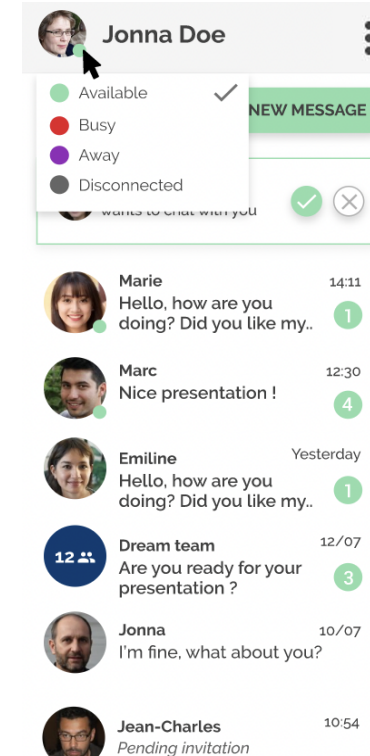 Jonna Doe
Available
Busy
Away
Disconnected
NEW MESSAGE
wants to chat with you
Marie
14:11
Hello, how are you
doing? Did you like my..
1
Marc
12:30
Nice presentation !
4
Emiline
Yesterday
Hello, how are you
doing? Did you like my..
1
12
Dream team
12/07
Are you ready for your
presentation ?
3
Jonna
10/07
I'm fine, what about you?
Jean-Charles
10:54
Pending invitation